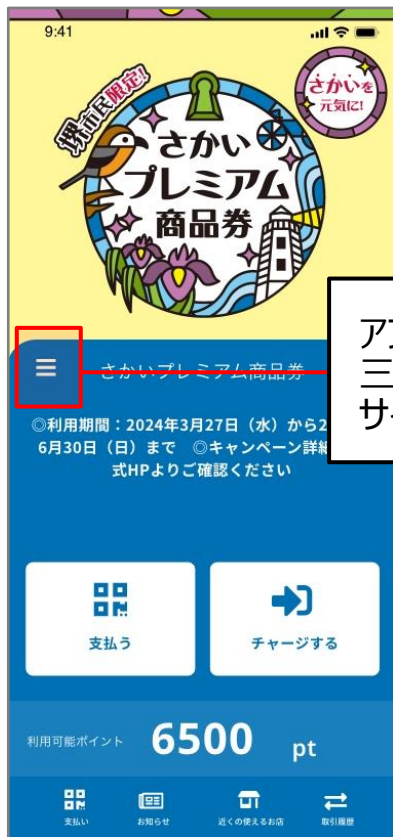 9:41
堺市民限定!
さかいを
元気に!
さかい
プレミアム
商品券
さかいプレミアム商品券
ア
三
サ
◎利用期間：2024年3月27日（水）から2
6月30日（日）まで ◎キャンペーン詳細
式HPよりご確認ください
支払う
チャージする
利用可能ポイント 6500 pt
支払い
お知らせ
近くの使えるお店
取引履歴